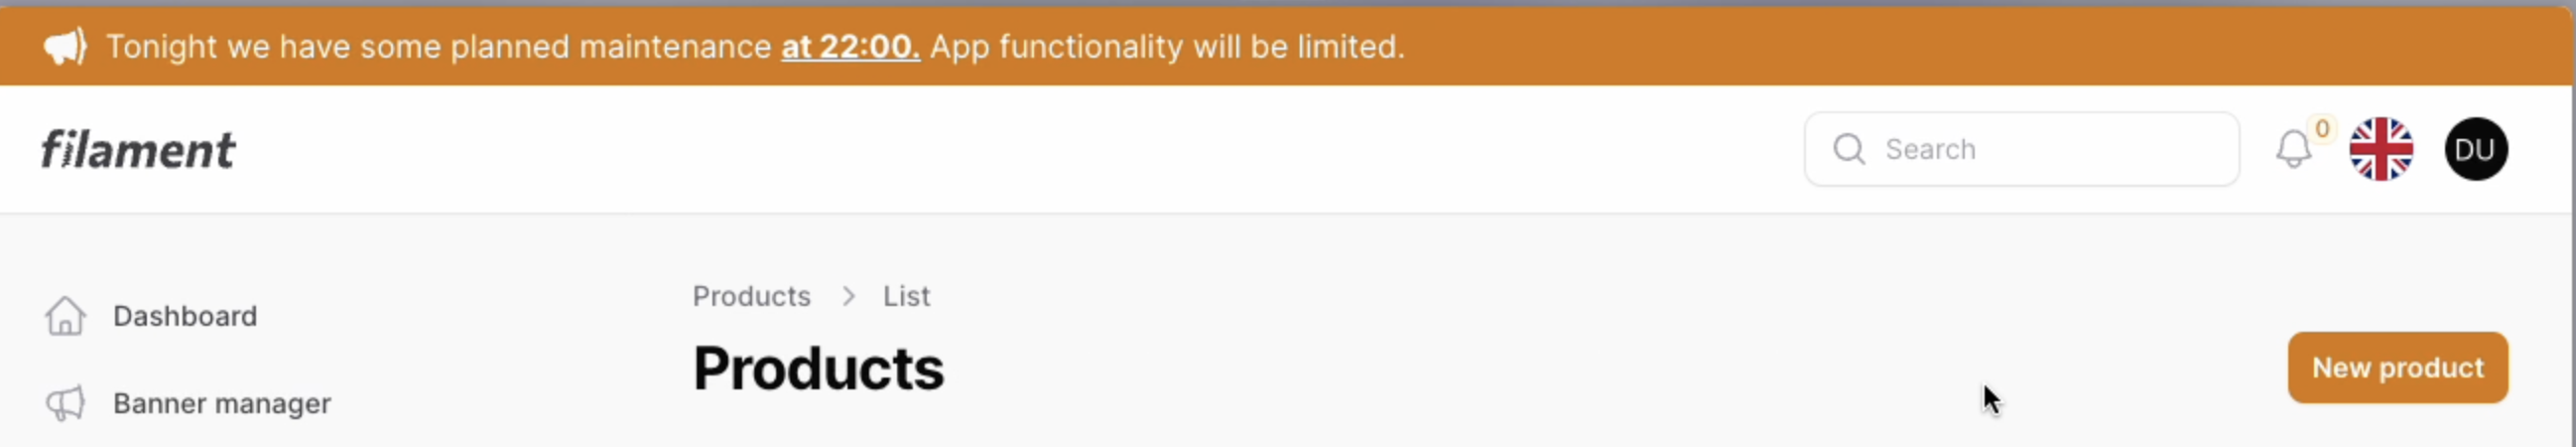 Tonight we have some planned maintenance at 22:00. App functionality will be limited.
filament
Search
0
DU
Dashboard
Banner manager
Products > List
Products
New product